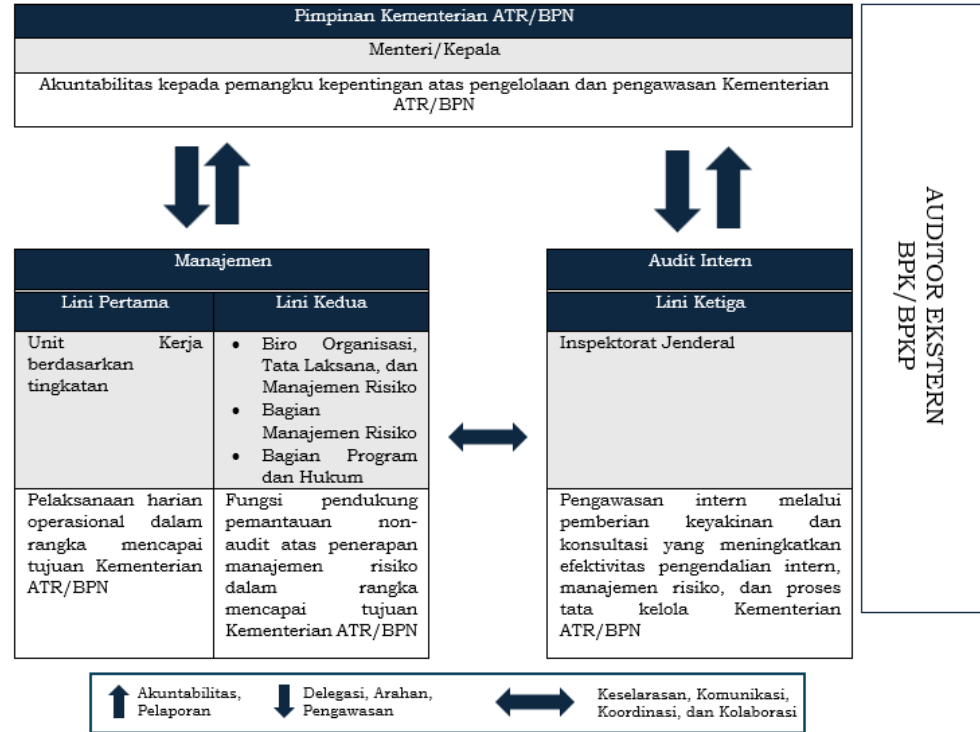 Pimpinan Kementerian ATR/BPN
Menteri/Kepala
Akuntabilitas kepada pemangku kepentingan atas pengelolaan dan pengawasan Kementerian
ATR/BPN
AUDITOR EKSTERN
BPK/BPKP
Manajemen
Lini Pertama
Lini Kedua
Unit Kerja
berdasarkan
tingkatan
• Biro Organisasi,
Tata Laksana, dan
Manajemen Risiko
• Bagian
Manajemen Risiko
• Bagian Program
dan Hukum
Pelaksanaan harian
operasional dalam
rangka mencapai
tujuan Kementerian
ATR/BPN
Fungsi pendukung
pemantauan non-
audit atas penerapan
manajemen risiko
dalam rangka
mencapai tujuan
Kementerian ATR/BPN
Audit Intern
Lini Ketiga
Inspektorat Jenderal
Pengawasan intern melalui
pemberian keyakinan dan
konsultasi yang meningkatkan
efektivitas pengendalian intern,
manajemen risiko, dan proses
tata kelola Kementerian
ATR/BPN
Akuntabilitas,
Pelaporan
Delegasi, Arahan,
Pengawasan
Keselarasan, Komunikasi,
Koordinasi, dan Kolaborasi